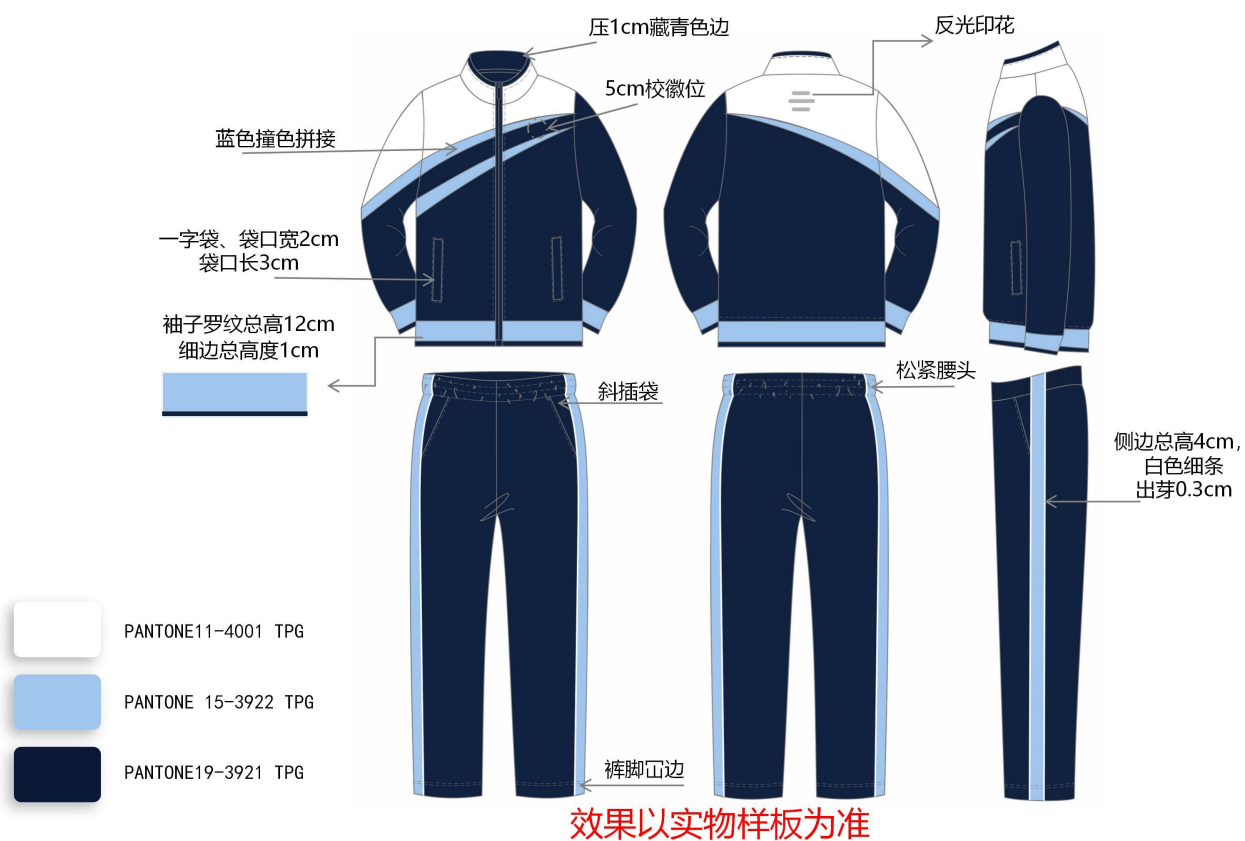 压1cm藏青色边
反光印花
5cm校徽位
蓝色撞色拼接
一字袋、袋口宽2cm
袋口长3cm
袖子罗纹总高12cm
细边总高度1cm
斜插袋
松紧腰头
侧边总高4cm,
白色细条
出芽0.3cm
PANTONE11-4001 TPG
PANTONE 15-3922 TPG
PANTONE19-3921 TPG
裤脚冚边
效果以实物样板为准